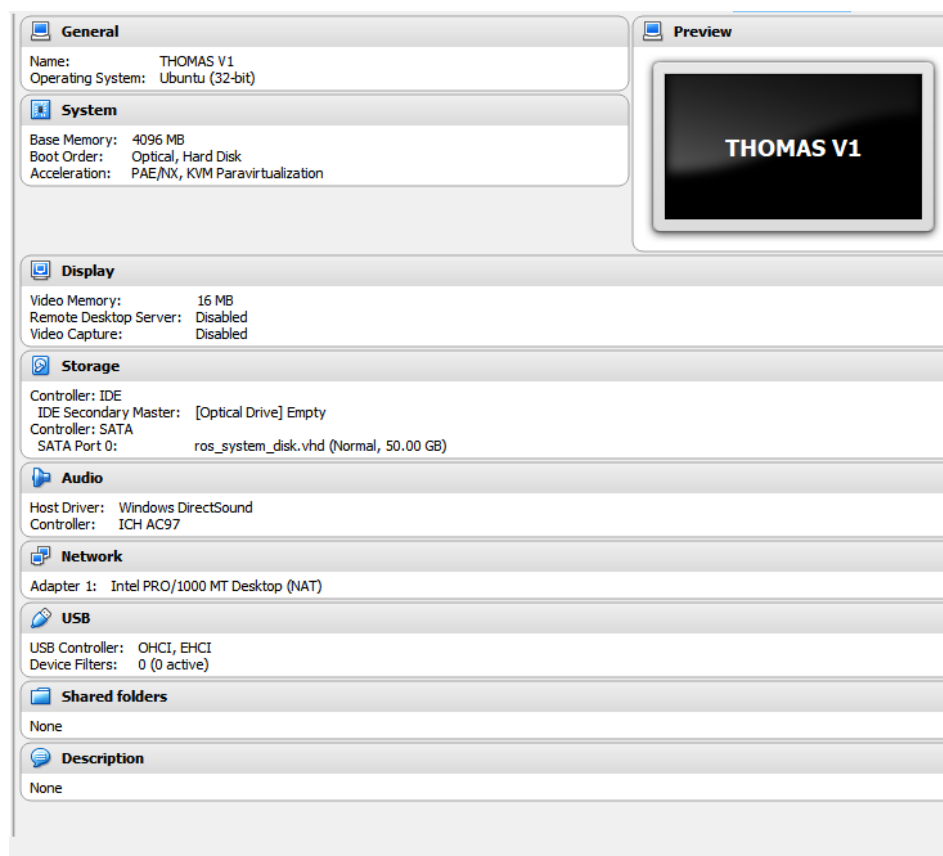 General
Name: THOMAS V1
Operating System: Ubuntu (32-bit)
System
Base Memory: 4096 MB
Boot Order: Optical, Hard Disk
Acceleration: PAE/NX, KVM Paravirtualization
Preview
THOMAS V1
Display
Video Memory: 16 MB
Remote Desktop Server: Disabled
Video Capture: Disabled
Storage
Controller: IDE
IDE Secondary Master: [Optical Drive] Empty
Controller: SATA
SATA Port 0: ros_system_disk.vhd (Normal, 50.00 GB)
Audio
Host Driver: Windows DirectSound
Controller: ICH AC97
Network
Adapter 1: Intel PRO/1000 MT Desktop (NAT)
USB
USB Controller: OHCI, EHCI
Device Filters: 0 (0 active)
Shared folders
None
Description
None